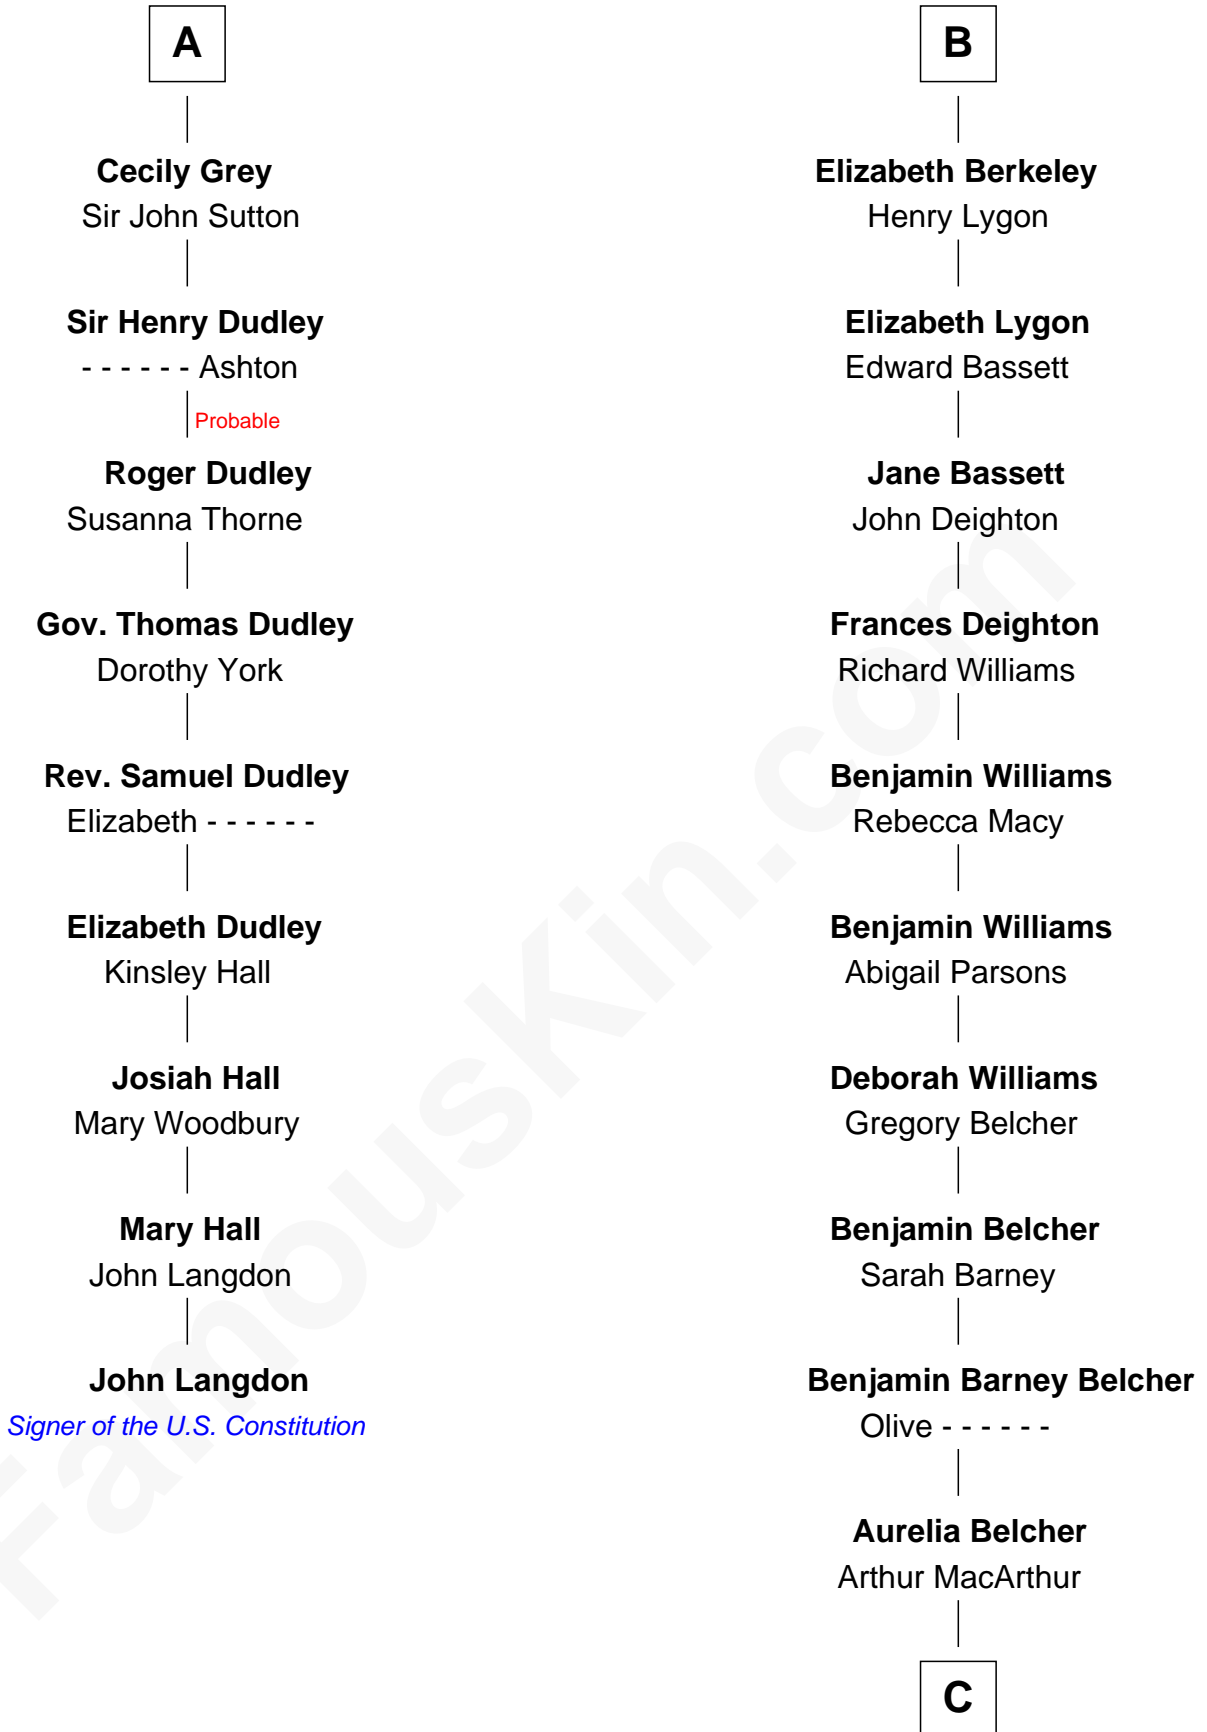 A
Cecily Grey
Sir John Sutton
Sir Henry Dudley
- - - - - - Ashton
Probable
Roger Dudley
Susanna Thorne
Gov. Thomas Dudley
Dorothy York
Rev. Samuel Dudley
Elizabeth - - - - - -
Elizabeth Dudley
Kinsley Hall
Josiah Hall
Mary Woodbury
Mary Hall
John Langdon
John Langdon
Signer of the U.S. Constitution
B
Elizabeth Berkeley
Henry Lygon
Elizabeth Lygon
Edward Bassett
Jane Bassett
John Deighton
Frances Deighton
Richard Williams
Benjamin Williams
Rebecca Macy
Benjamin Williams
Abigail Parsons
Deborah Williams
Gregory Belcher
Benjamin Belcher
Sarah Barney
Benjamin Barney Belcher
Olive - - - - - -
Aurelia Belcher
Arthur MacArthur
C
FamousKin.com